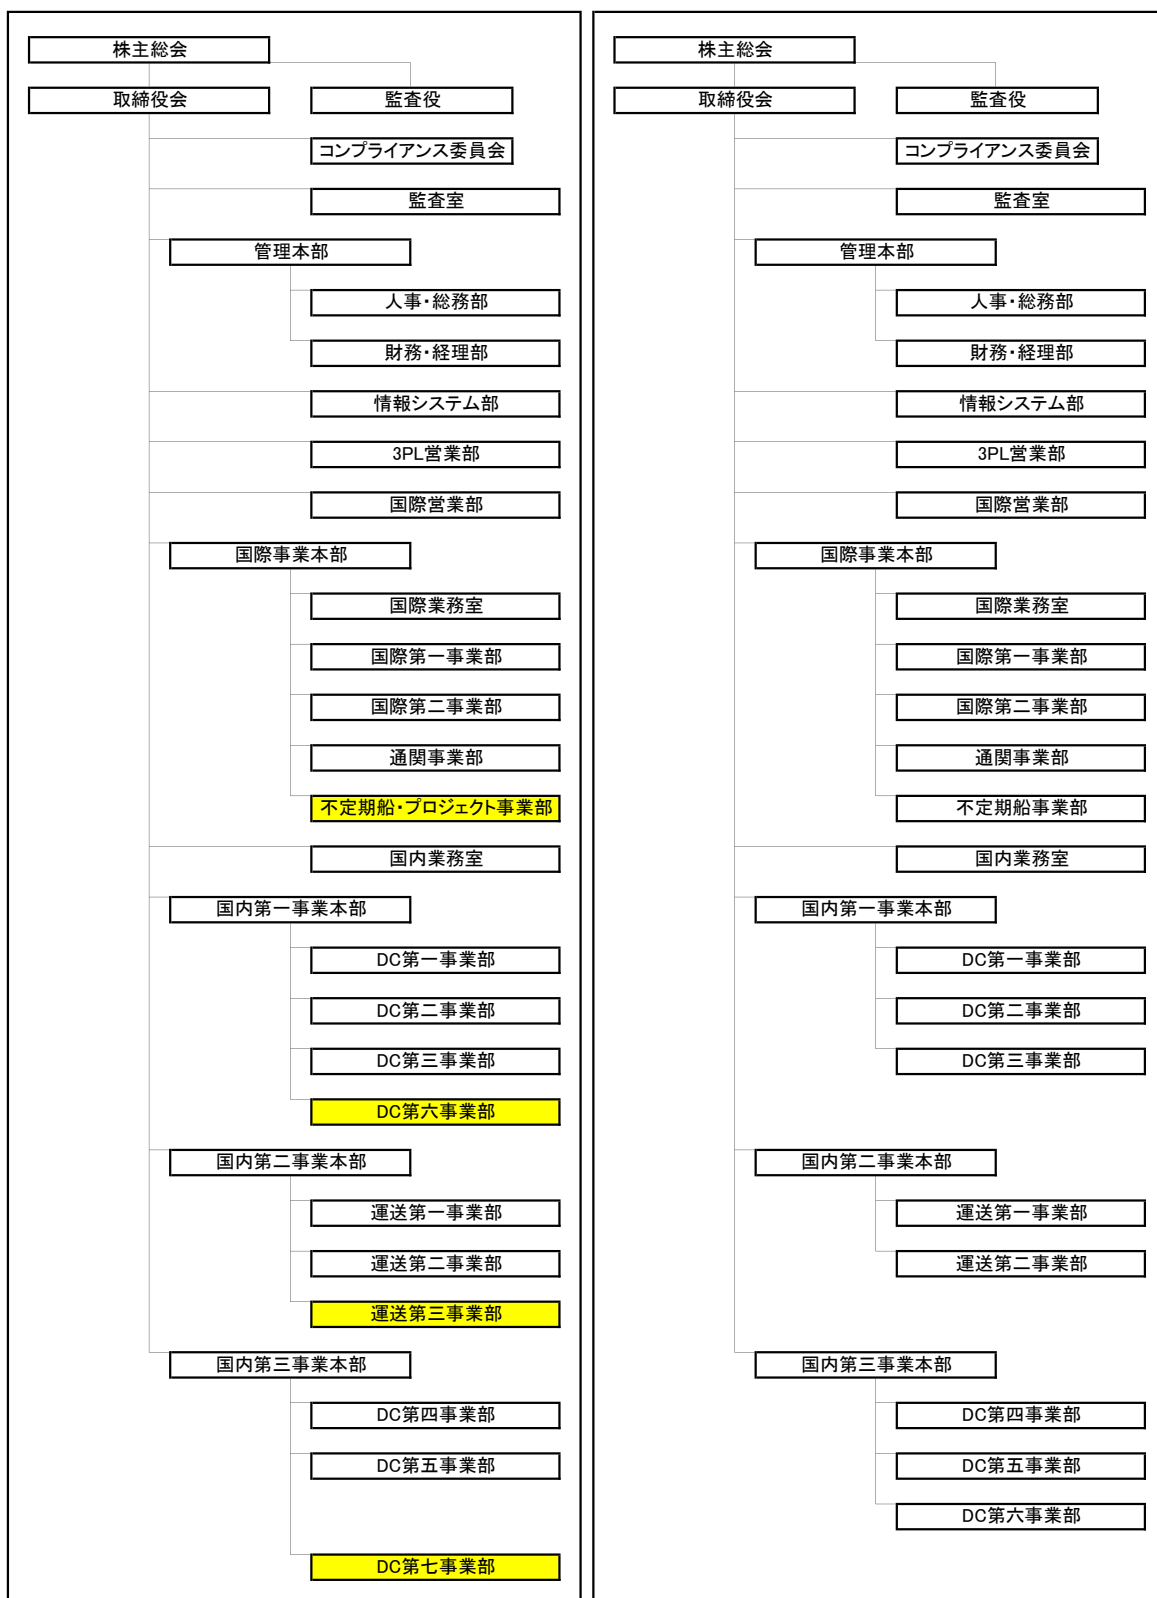 株主総会
取締役会
監査役
コンプライアンス委員会
監査室
管理本部
人事・総務部
財務・経理部
情報システム部
3PL営業部
国際営業部
国際事業本部
国際業務室
国際第一事業部
国際第二事業部
通関事業部
不定期船・プロジェクト事業部
国内業務室
国内第一事業本部
DC第一事業部
DC第二事業部
DC第三事業部
DC第六事業部
国内第二事業本部
運送第一事業部
運送第二事業部
運送第三事業部
国内第三事業本部
DC第四事業部
DC第五事業部
DC第七事業部
株主総会
取締役会
監査役
コンプライアンス委員会
監査室
管理本部
人事・総務部
財務・経理部
情報システム部
3PL営業部
国際営業部
国際事業本部
国際業務室
国際第一事業部
国際第二事業部
通関事業部
不定期船事業部
国内業務室
国内第一事業本部
DC第一事業部
DC第二事業部
DC第三事業部
国内第二事業本部
運送第一事業部
運送第二事業部
国内第三事業本部
DC第四事業部
DC第五事業部
DC第六事業部